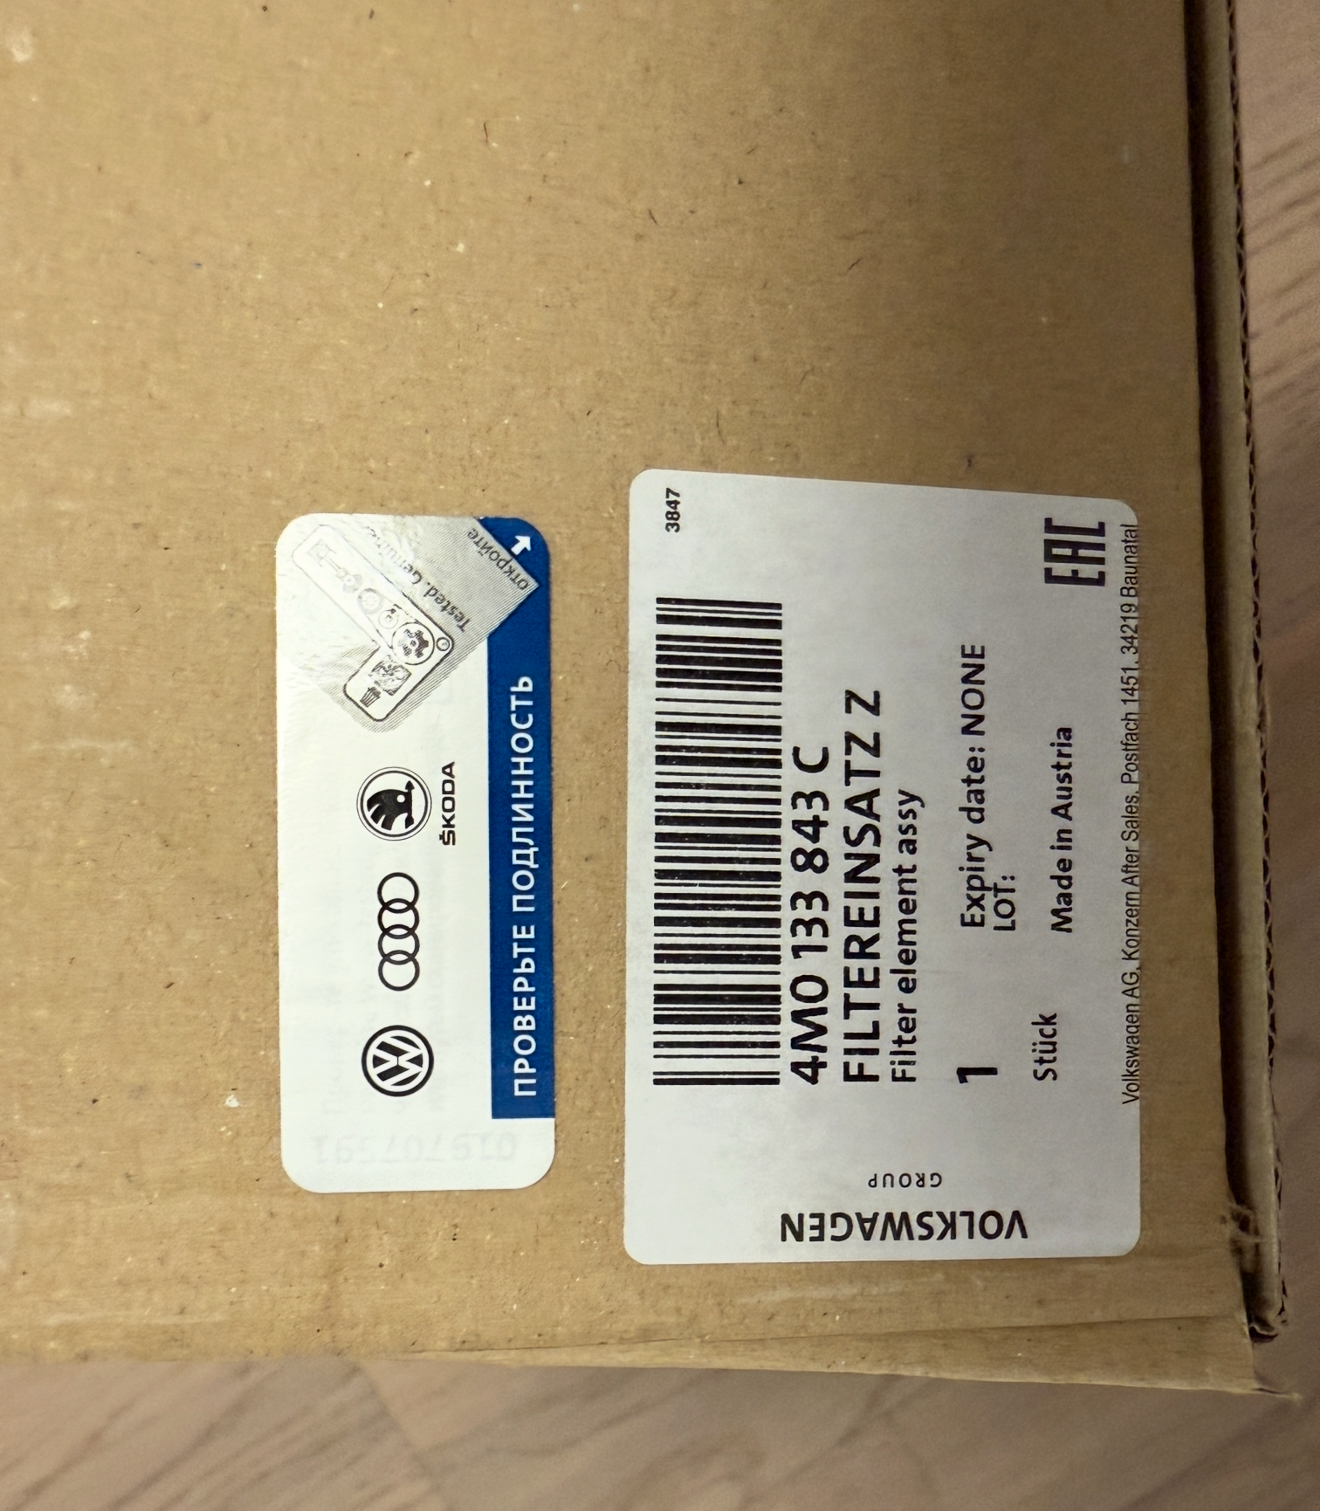 Tested. Genuine
откройте
ŠKODA
ПРОВЕРЬТЕ ПОДЛИННОСТЬ
3847
4M0 133 843 C
FILTEREINSATZ Z
Filter element assy
1
Expiry date: NONE
LOT:
Stück
Made in Austria
EAC
Volkswagen AG, Konzern After Sales, Postfach 1451, 34219 Baunatal
VOLKSWAGEN
GROUP